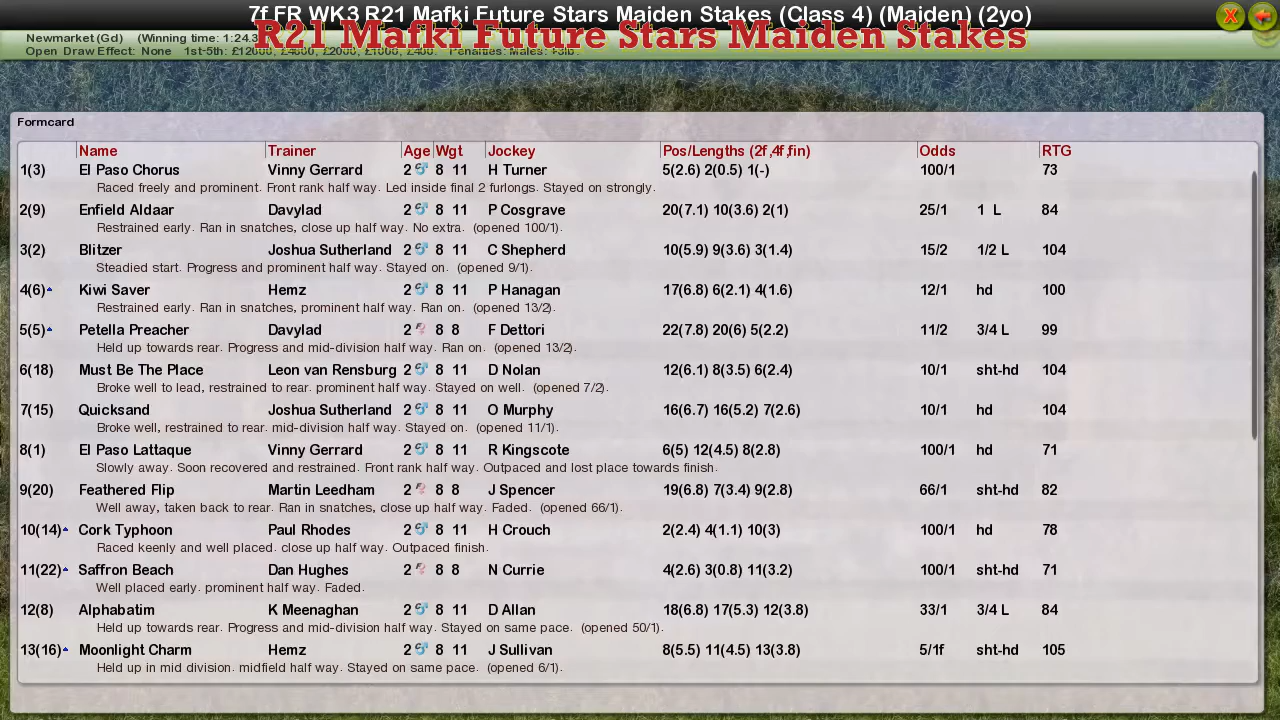 7f FR WK3 R21 Mafki Future Stars Maiden Stakes (Class 4) (Maiden) (2yo)
R21 Mafki Future Stars Maiden Stakes
Newmarket (Gd) (Winning time: 1:24.3
Open Draw Effect: None 1st-5th: £12000, £4000, £2000, £1000, £400. Penalties: Males: +3lb.
Formcard
Name Trainer Age Wgt Jockey Pos/Lengths (2f,4f,fin) Odds RTG
1(3) El Paso Chorus Vinny Gerrard 2 8 11 H Turner 5(2.6) 2(0.5) 1(-) 100/1 73
Raced freely and prominent. Front rank half way. Led inside final 2 furlongs. Stayed on strongly.
2(9) Enfield Aldaar Davylad 2 8 11 P Cosgrave 20(7.1) 10(3.6) 2(1) 25/1 1 L 84
Restrained early. Ran in snatches, close up half way. No extra. (opened 100/1).
3(2) Blitzer Joshua Sutherland 2 8 11 C Shepherd 10(5.9) 9(3.6) 3(1.4) 15/2 1/2 L 104
Steadied start. Progress and prominent half way. Stayed on. (opened 9/1).
4(6) Kiwi Saver Hemz 2 8 11 P Hanagan 17(6.8) 6(2.1) 4(1.6) 12/1 hd 100
Restrained early. Ran in snatches, prominent half way. Ran on. (opened 13/2).
5(5) Petella Preacher Davylad 2 8 8 F Dettori 22(7.8) 20(6) 5(2.2) 11/2 3/4 L 99
Held up towards rear. Progress and mid-division half way. Ran on. (opened 13/2).
6(18) Must Be The Place Leon van Rensburg 2 8 11 D Nolan 12(6.1) 8(3.5) 6(2.4) 10/1 sht-hd 104
Broke well to lead, restrained to rear. prominent half way. Stayed on well. (opened 7/2).
7(15) Quicksand Joshua Sutherland 2 8 11 O Murphy 16(6.7) 16(5.2) 7(2.6) 10/1 hd 104
Broke well, restrained to rear. mid-division half way. Stayed on. (opened 11/1).
8(1) El Paso Lattaque Vinny Gerrard 2 8 11 R Kingscote 6(5) 12(4.5) 8(2.8) 100/1 hd 71
Slowly away. Soon recovered and restrained. Front rank half way. Outpaced and lost place towards finish.
9(20) Feathered Flip Martin Leedham 2 8 8 J Spencer 19(6.8) 7(3.4) 9(2.8) 66/1 sht-hd 82
Well away, taken back to rear. Ran in snatches, close up half way. Faded. (opened 66/1).
10(14) Cork Typhoon Paul Rhodes 2 8 11 H Crouch 2(2.4) 4(1.1) 10(3) 100/1 hd 78
Raced keenly and well placed. close up half way. Outpaced finish.
11(22) Saffron Beach Dan Hughes 2 8 8 N Currie 4(2.6) 3(0.8) 11(3.2) 100/1 sht-hd 71
Well placed early. prominent half way. Faded.
12(8) Alphabatim K Meenaghan 2 8 11 D Allan 18(6.8) 17(5.3) 12(3.8) 33/1 3/4 L 84
Held up towards rear. Progress and mid-division half way. Stayed on same pace. (opened 50/1).
13(16) Moonlight Charm Hemz 2 8 11 J Sullivan 8(5.5) 11(4.5) 13(3.8) 5/1f sht-hd 105
Held up in mid division. midfield half way. Stayed on same pace. (opened 6/1).